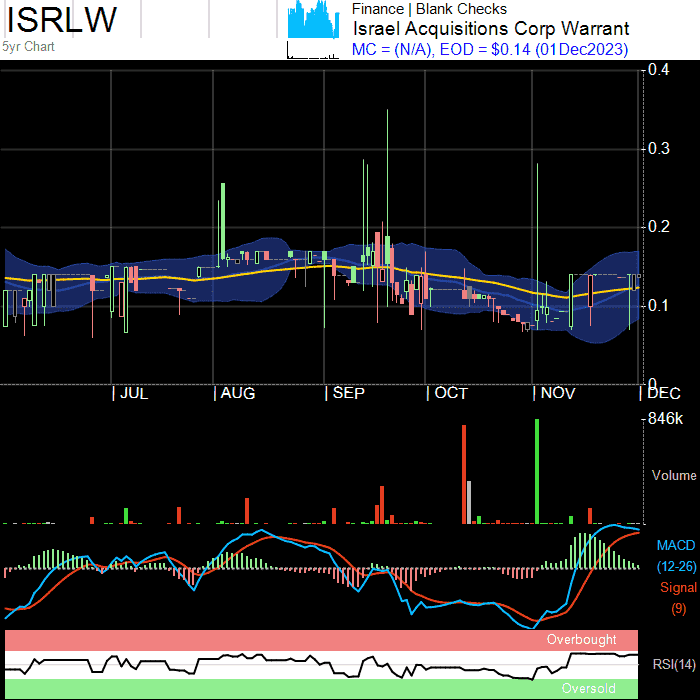 ISRLW
5yr Chart
Finance | Blank Checks
Israel Acquisitions Corp Warrant
MC = (N/A), EOD = $0.14 (01Dec2023)
0.4
0.3
0.2
0.1
0
JUL AUG SEP OCT NOV DEC
846k
Volume
MACD
(12-26)
Signal
(9)
Overbought
RSI(14)
Oversold